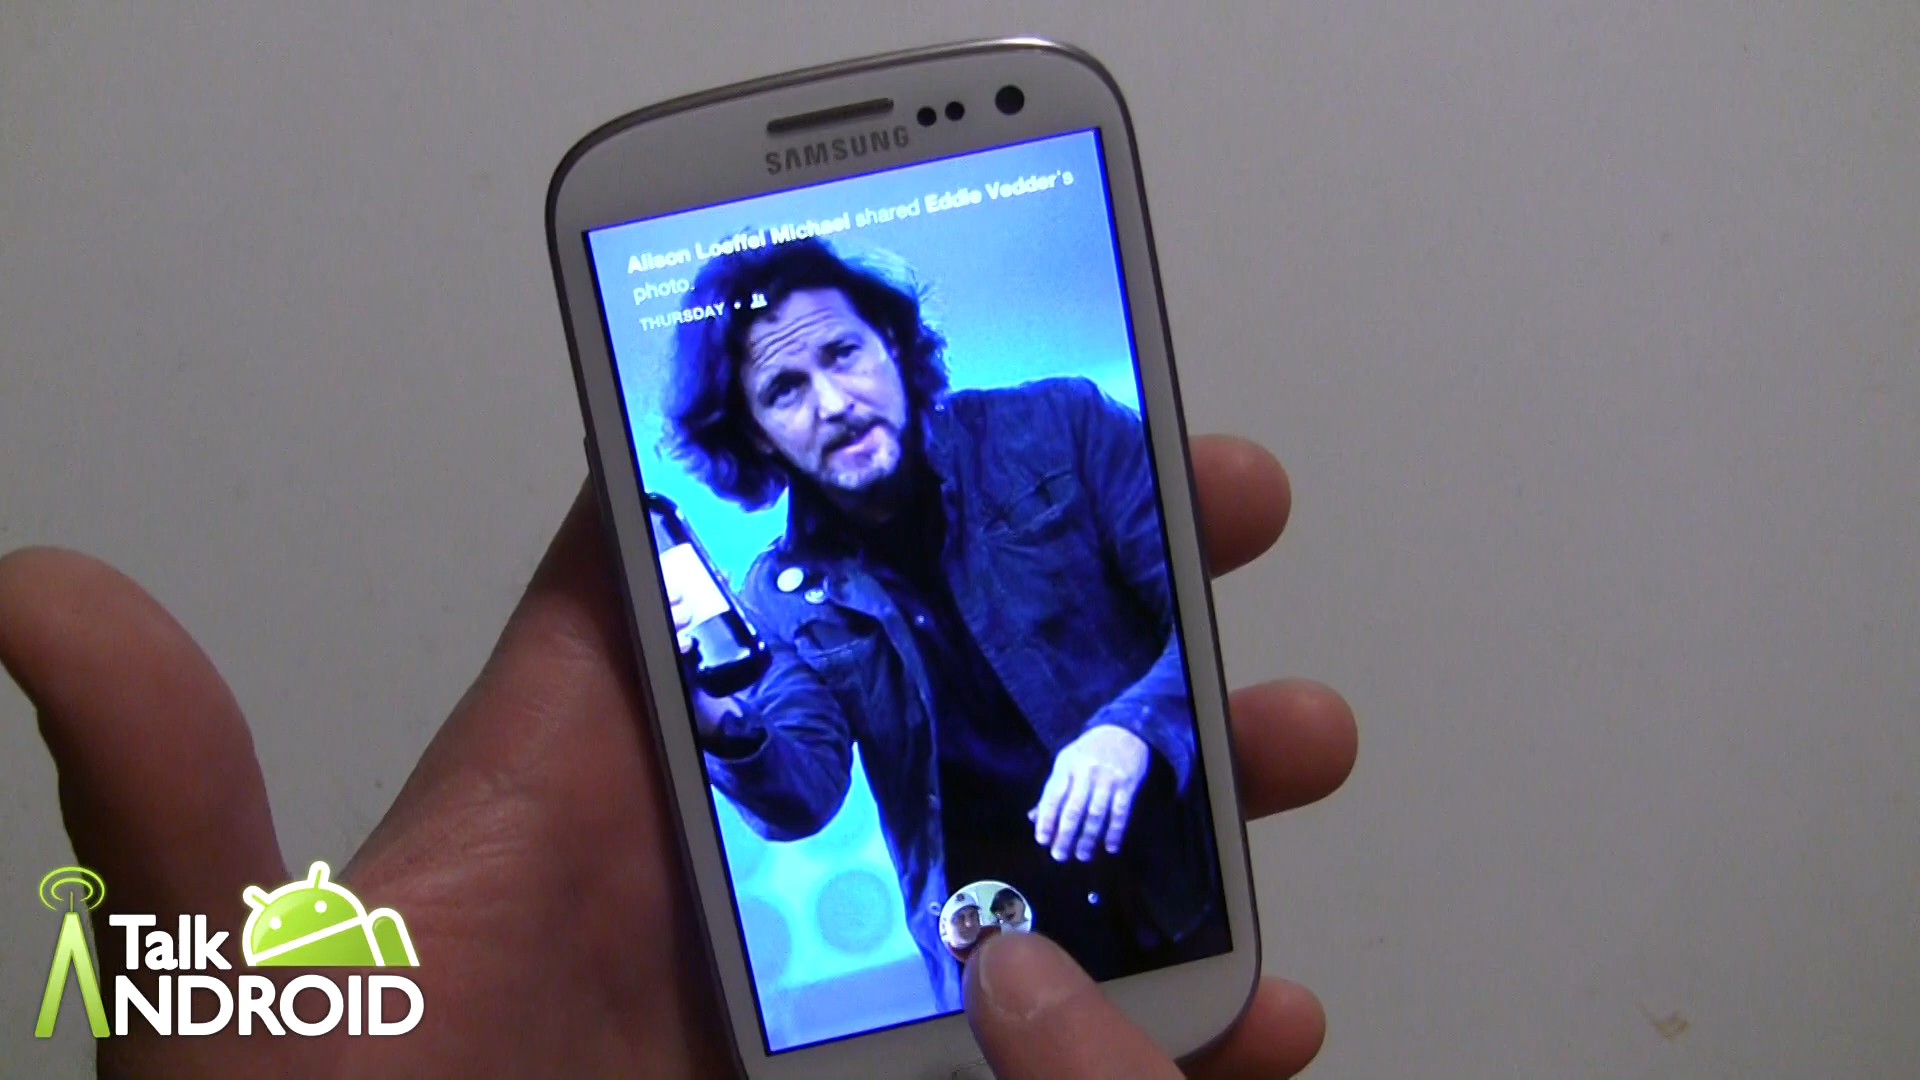 SAMSUNG
Alison Loeffel Michael shared Eddie Vedder's
photo.
THURSDAY
Talk
ANDROID